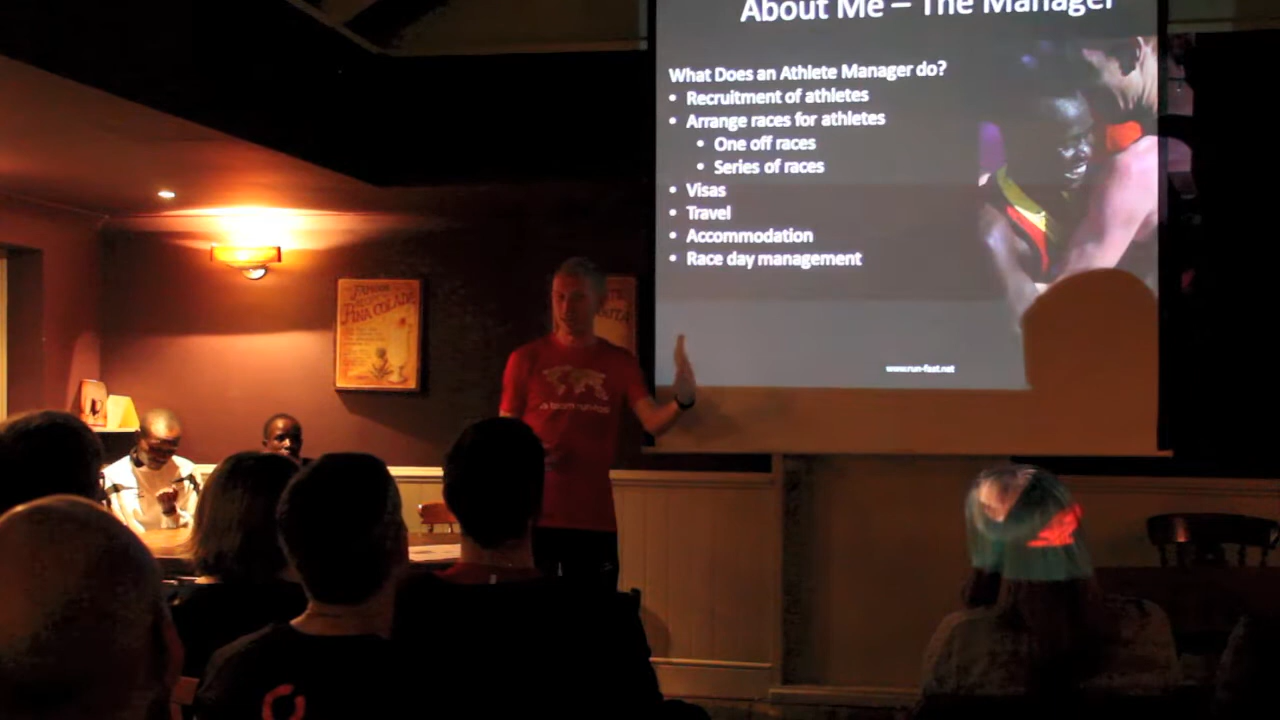 About Me – The Manager
What Does an Athlete Manager do?
• Recruitment of athletes
• Arrange races for athletes
• One off races
• Series of races
• Visas
• Travel
• Accommodation
• Race day management
www.run-fast.net
FAMOUS
PINA COLADA